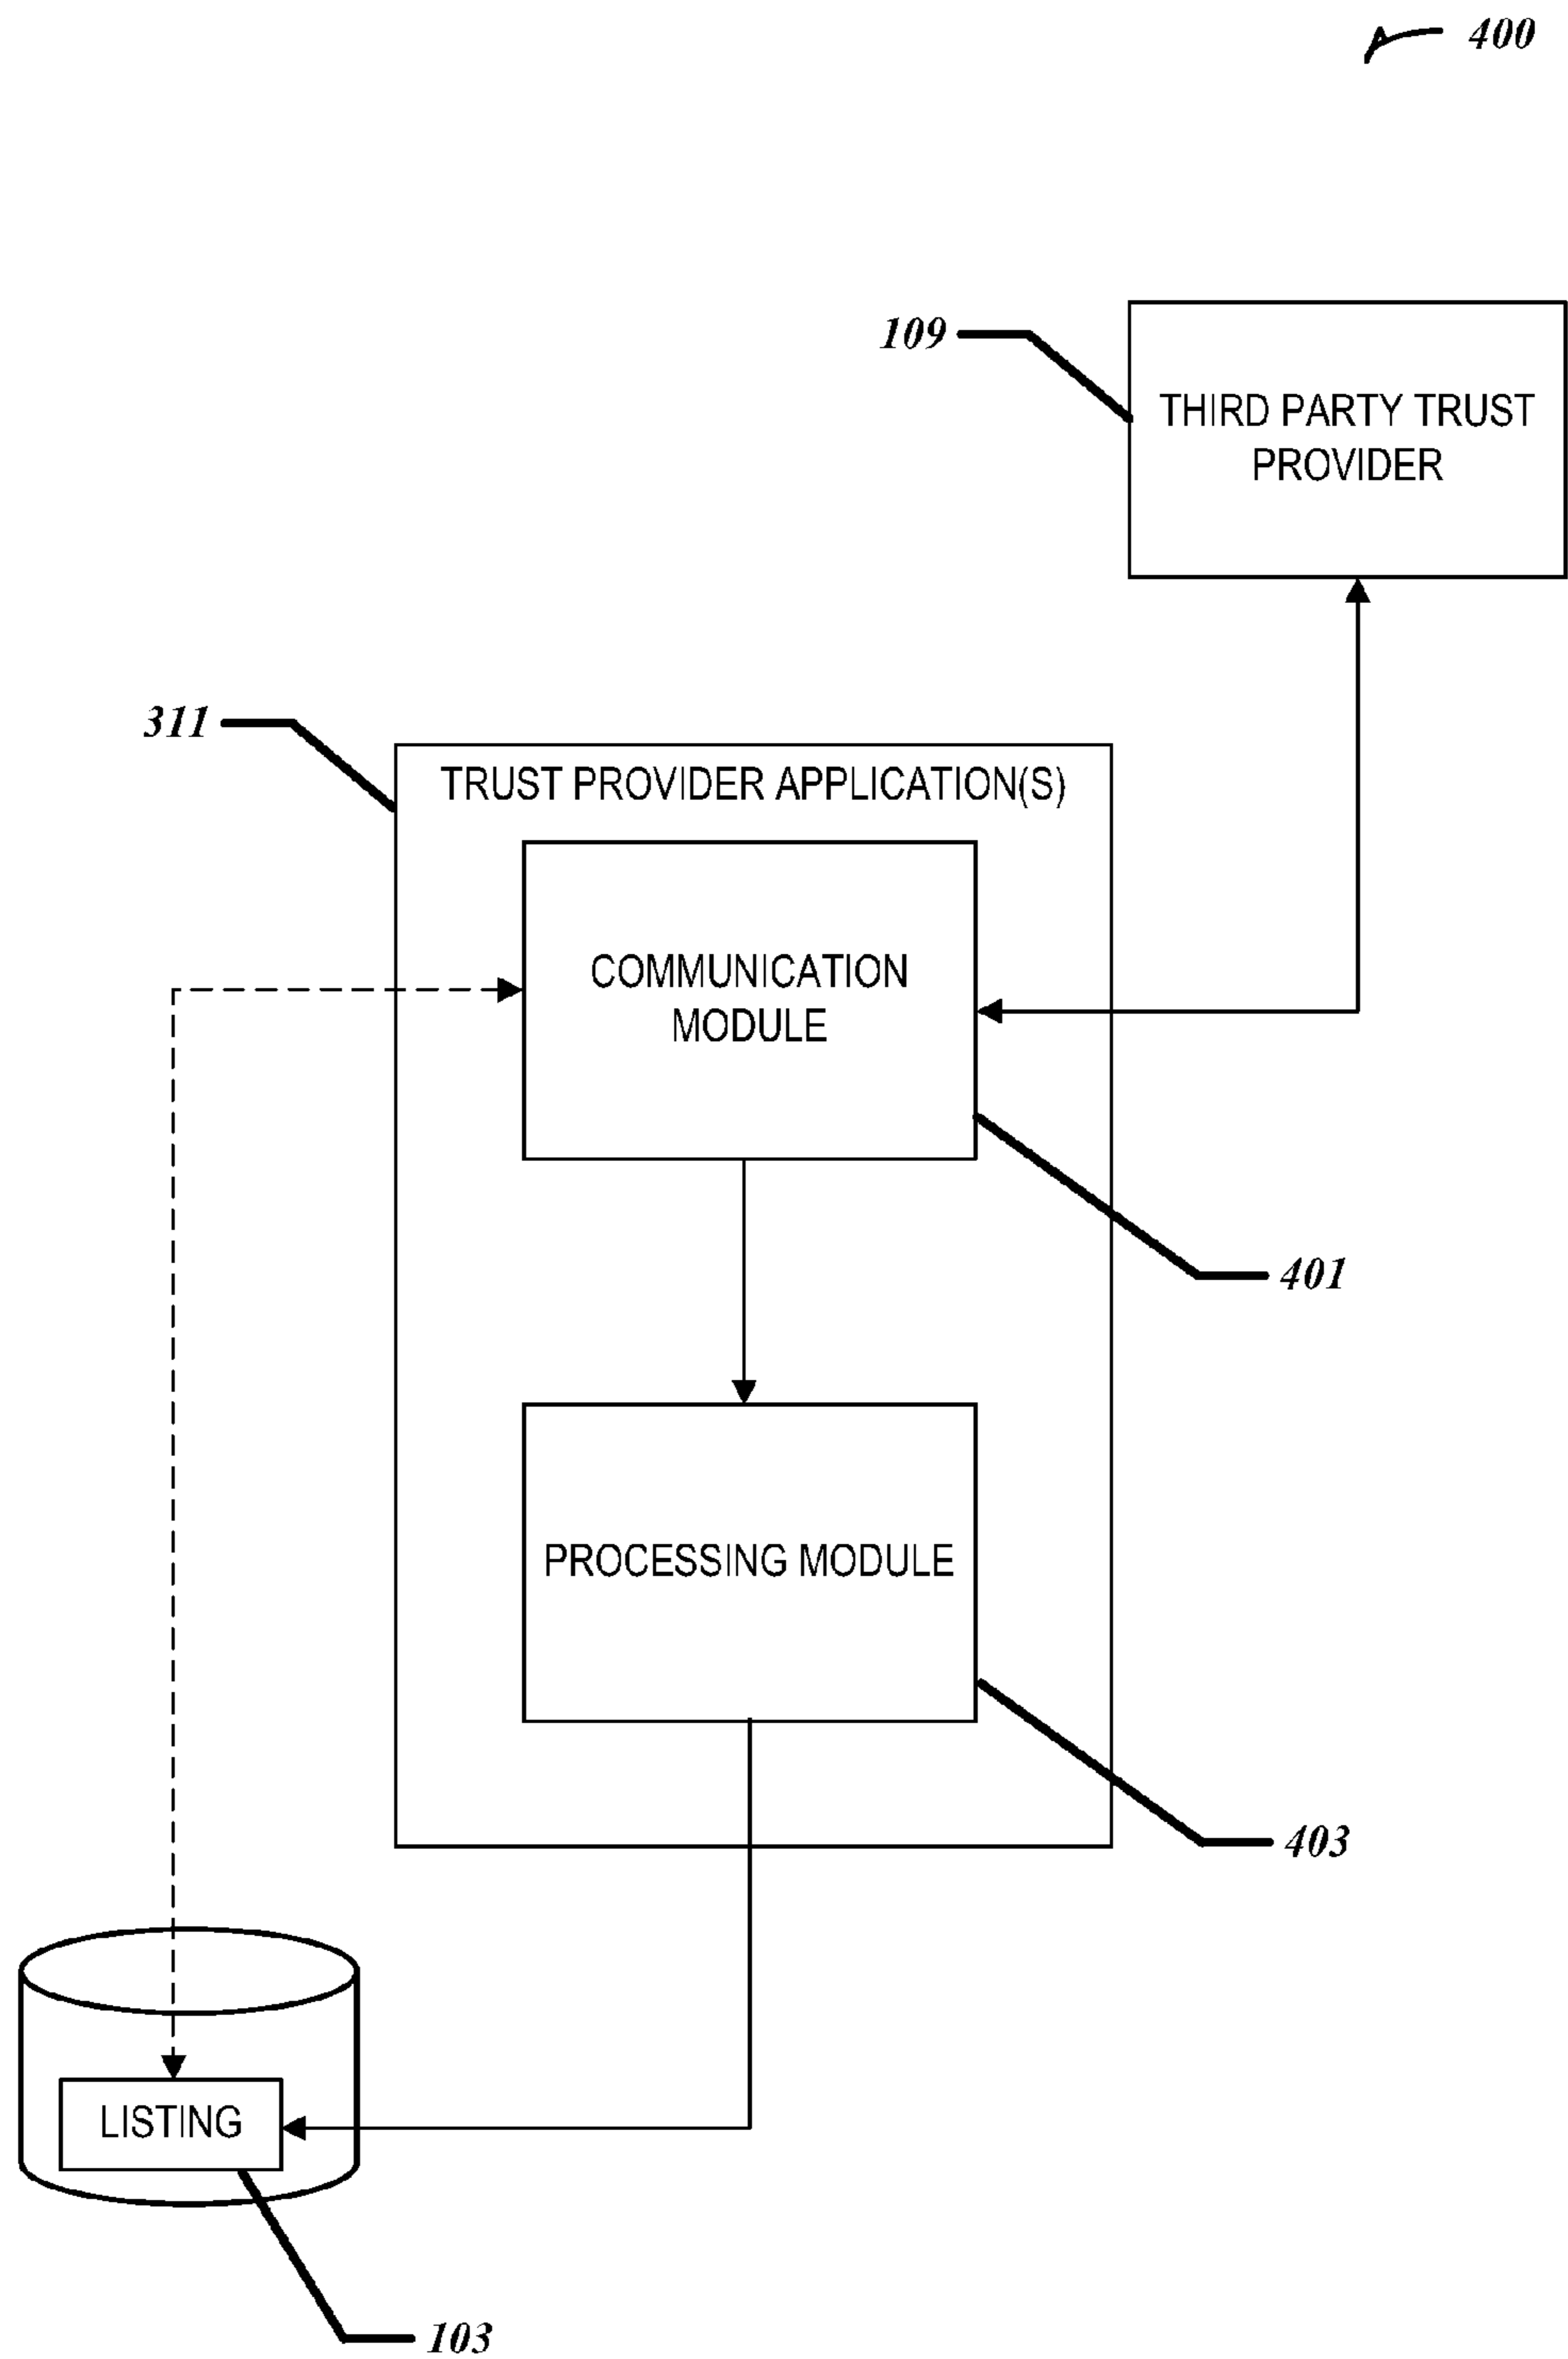 400
109
THIRD PARTY TRUST
PROVIDER
311
TRUST PROVIDER APPLICATION(S)
COMMUNICATION
MODULE
401
PROCESSING MODULE
403
LISTING
103